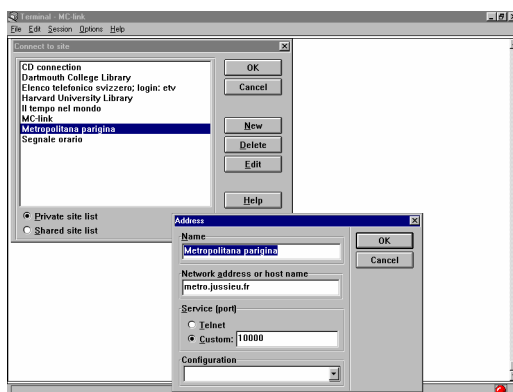 Terminal - MC-link
File Edit Session Options Help
Connect to site
CD connection
Dartmouth College Library
Elenco telefonico svizzero; login: etv
Harvard University Library
Il tempo nel mondo
MC-link
Metropolitana parigina
Segnale orario
OK
Cancel
New
Delete
Edit
Help
Private site list
Shared site list
Address
Name
Metropolitana parigina
Network address or host name
metro.jussieu.fr
Service (port)
Telnet
Custom: 10000
Configuration
OK
Cancel